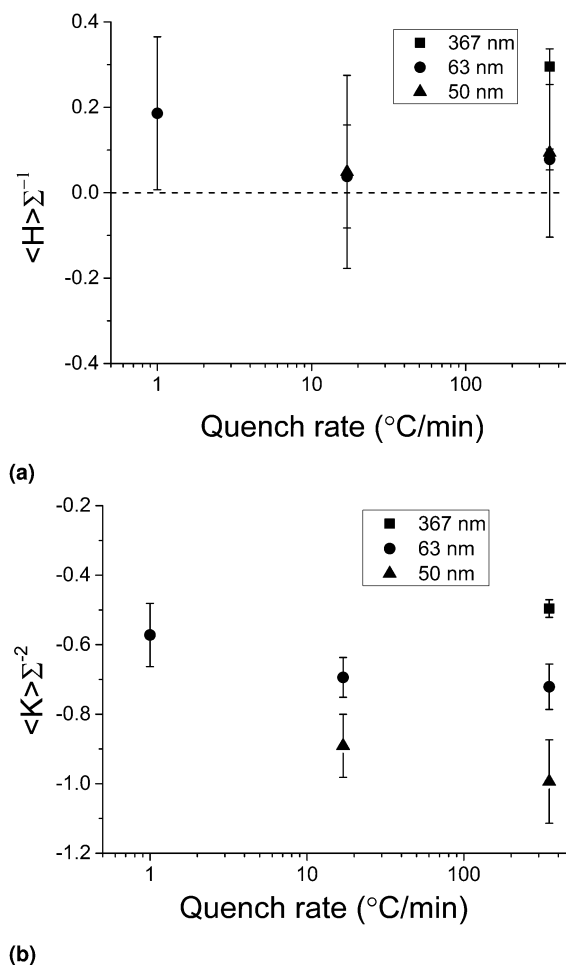 0.4
0.2
0.0
-0.2
-0.4
<H>Σ⁻¹
367 nm
63 nm
50 nm
1
10
100
Quench rate (°C/min)
(a)
-0.2
-0.4
-0.6
-0.8
-1.0
-1.2
<K>Σ⁻²
367 nm
63 nm
50 nm
1
10
100
Quench rate (°C/min)
(b)